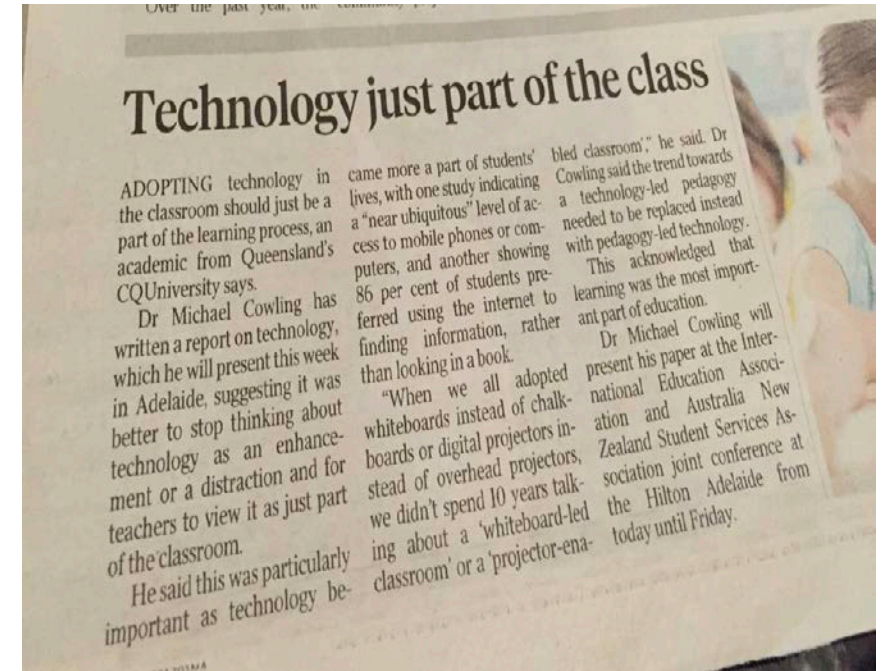 Over the past year, the
Technology just part of the class
ADOPTING technology in
the classroom should just be a
part of the learning process, an
academic from Queensland's
CQUniversity says.
Dr Michael Cowling has
written a report on technology,
which he will present this week
in Adelaide, suggesting it was
better to stop thinking about
technology as an enhance-
ment or a distraction and for
teachers to view it as just part
of the classroom.
He said this was particularly
important as technology be-
came more a part of students'
lives, with one study indicating
a "near ubiquitous" level of ac-
cess to mobile phones or com-
puters, and another showing
86 per cent of students pre-
ferred using the internet to
finding information, rather
than looking in a book.
"When we all adopted
whiteboards instead of chalk-
boards or digital projectors in-
stead of overhead projectors,
we didn't spend 10 years talk-
ing about a 'whiteboard-led
classroom' or a 'projector-ena-
bled classroom'," he said. Dr
Cowling said the trend towards
a technology-led pedagogy
needed to be replaced instead
with pedagogy-led technology.
This acknowledged that
learning was the most import-
ant part of education.
Dr Michael Cowling will
present his paper at the Inter-
national Education Associ-
ation and Australia New
Zealand Student Services As-
sociation joint conference at
the Hilton Adelaide from
today until Friday.